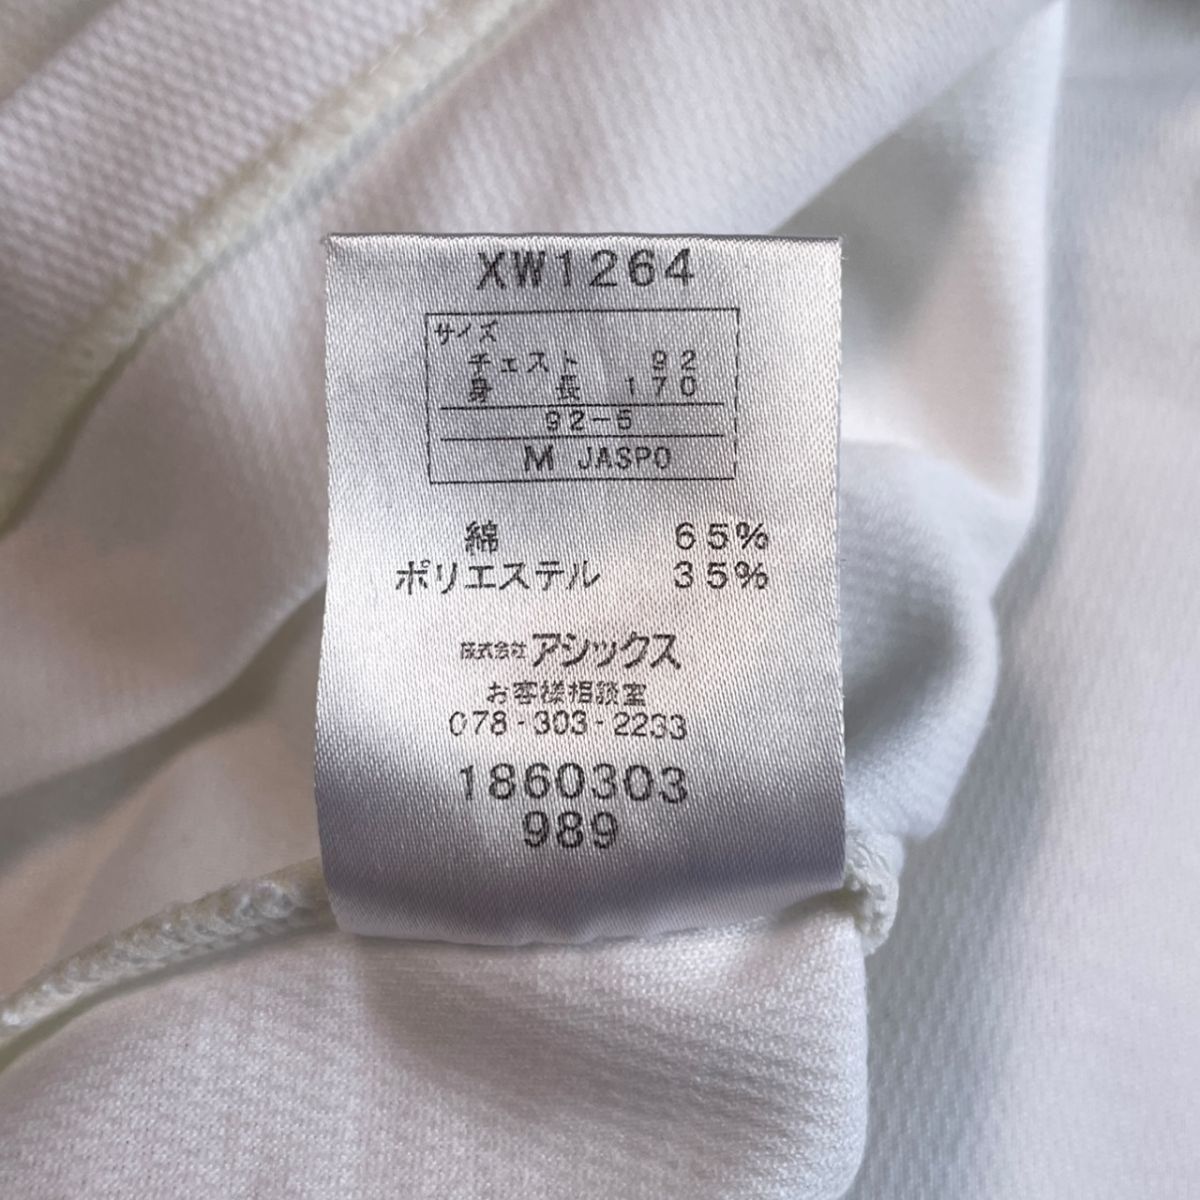 XW1264
サイズ
チェスト 92
身長 170
92-5
M JASPO
綿 65%
ポリエステル 35%
株式会社アシックス
お客様相談室
078-303-2233
1860303
989